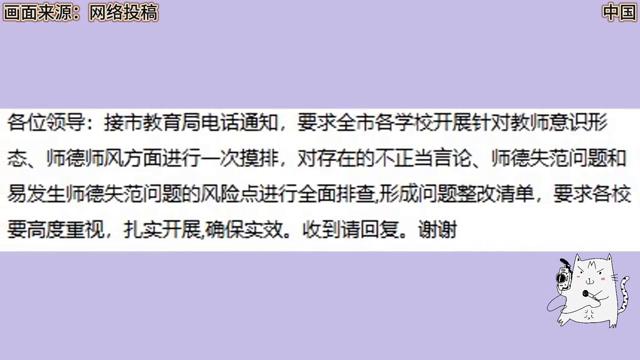 画面来源：网络投稿
中国
各位领导：接市教育局电话通知，要求全市各学校开展针对教师意识形
态、师德师风方面进行一次摸排，对存在的不正当言论、师德失范问题和
易发生师德失范问题的风险点进行全面排查,形成问题整改清单，要求各校
要高度重视，扎实开展,确保实效。收到请回复。谢谢